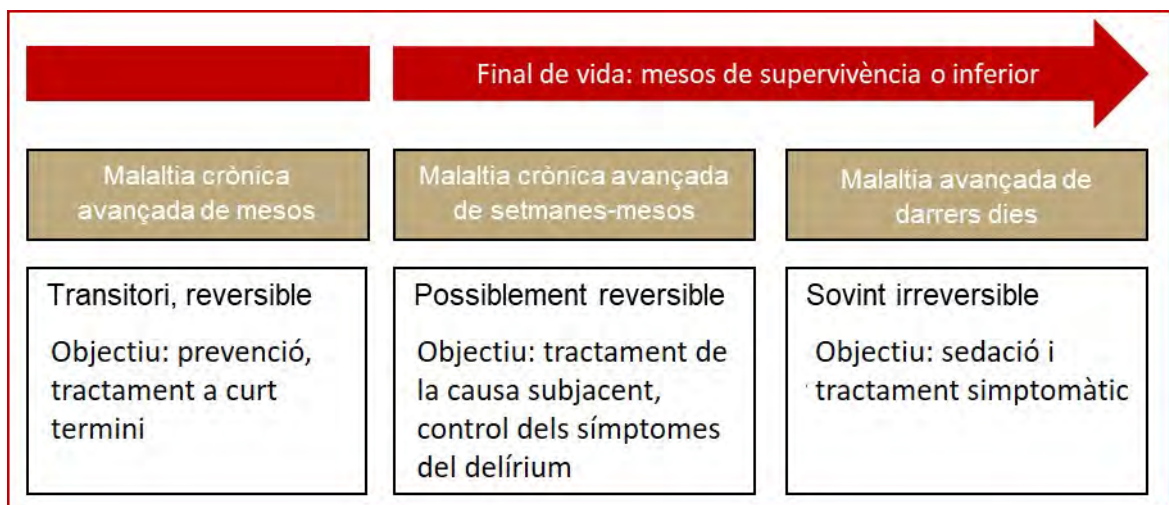 Final de vida: mesos de supervivència o inferior
Malaltia crònica
avançada de mesos
Malaltia crònica avançada
de setmanes-mesos
Malaltia avançada de
darrers dies
Transitori, reversible
Objectiu: prevenció,
tractament a curt
termini
Possiblement reversible
Objectiu: tractament de
la causa subjacent,
control dels símptomes
del delírium
Sovint irreversible
Objectiu: sedació i
tractament simptomàtic